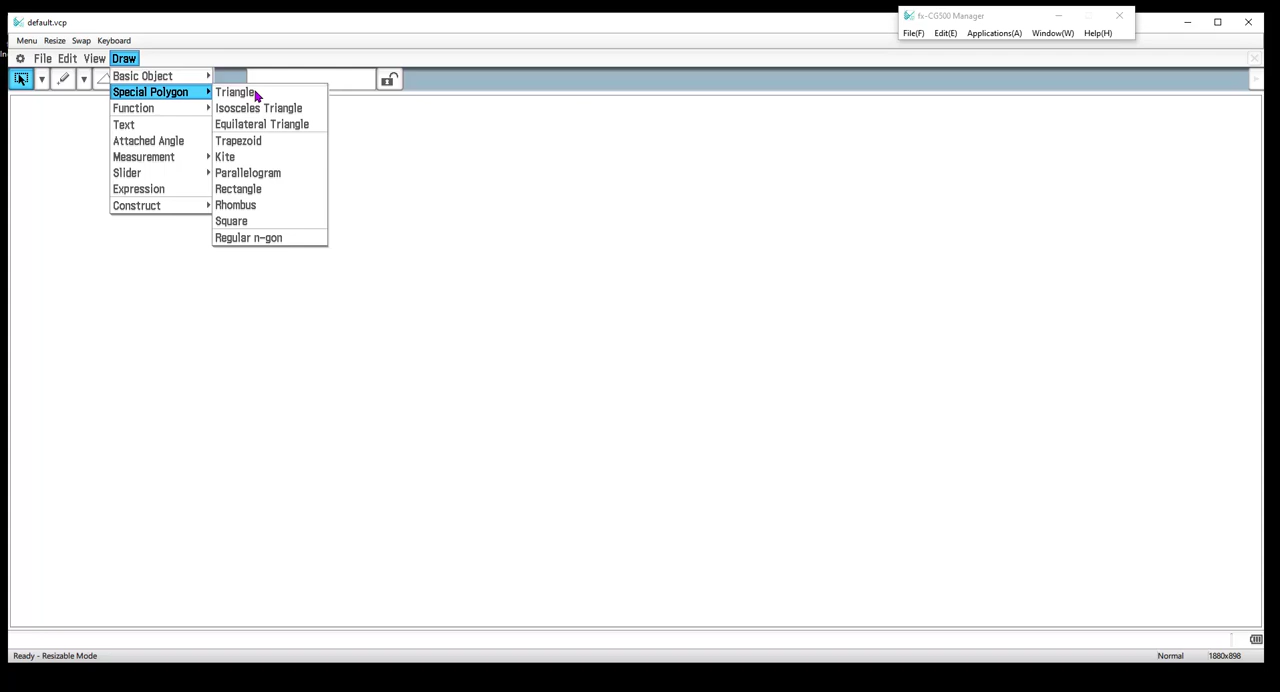 default.vcp
fx-CG500 Manager
File(F) Edit(E) Applications(A) Window(W) Help(H)
Menu Resize Swap Keyboard
File Edit View Draw
Basic Object
Special Polygon
Function
Text
Attached Angle
Measurement
Slider
Expression
Construct
Triangle
Isosceles Triangle
Equilateral Triangle
Trapezoid
Kite
Parallelogram
Rectangle
Rhombus
Square
Regular n-gon
Ready - Resizable Mode
Normal 1880x898